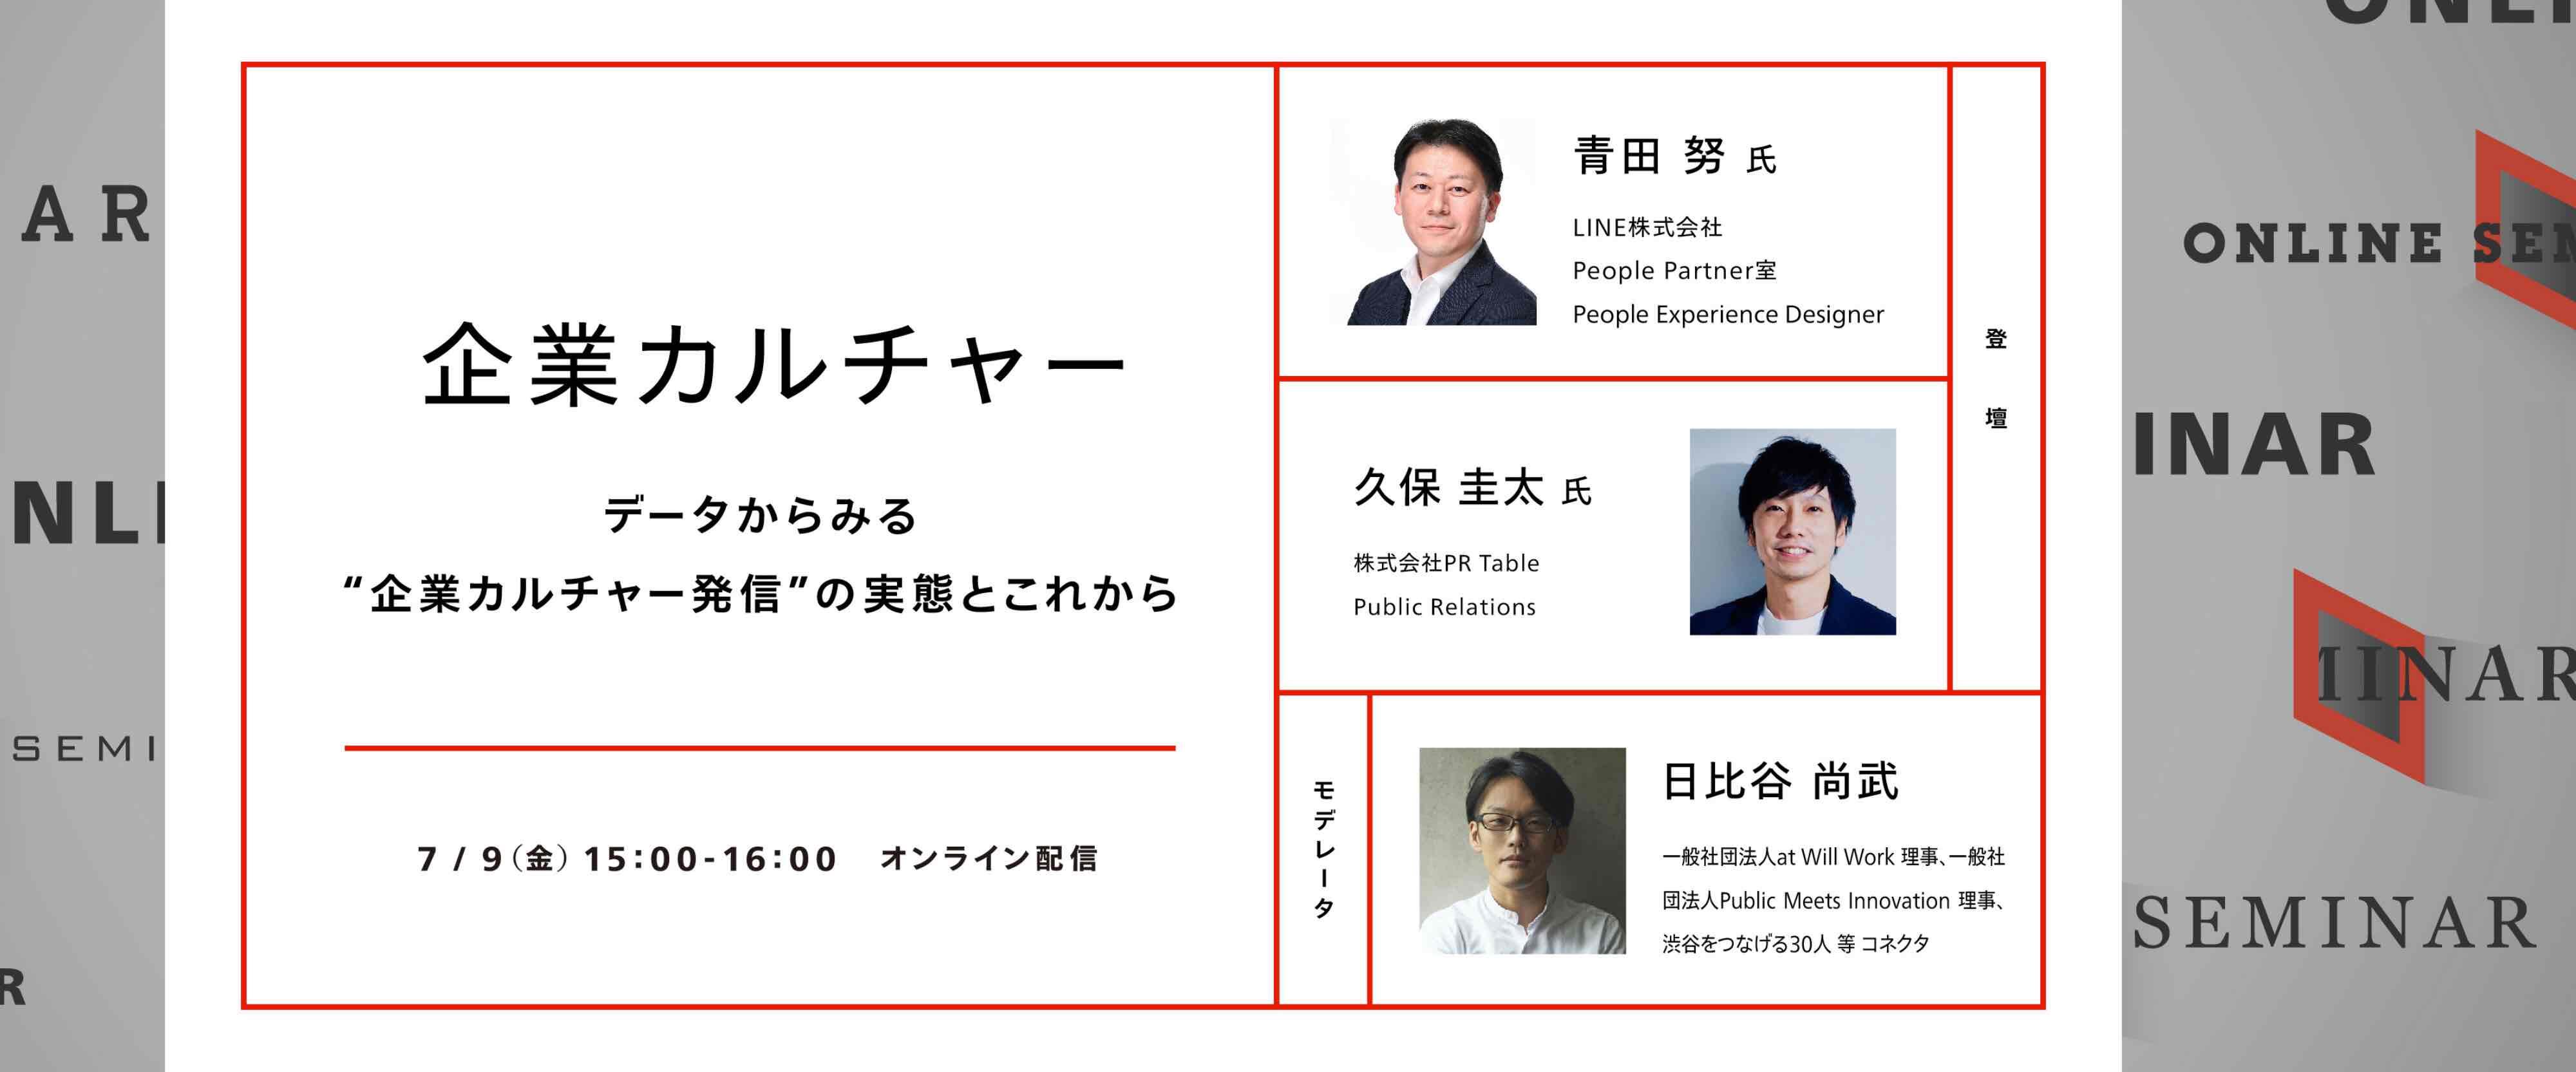 企業カルチャー
データからみる
“企業カルチャー発信”の実態とこれから
7 / 9（金）15：00-16：00　オンライン配信
青田 努 氏
LINE株式会社
People Partner室
People Experience Designer
久保 圭太 氏
株式会社PR Table
Public Relations
登壇
モデレータ
日比谷 尚武
一般社団法人at Will Work 理事、一般社
団法人Public Meets Innovation 理事、
渋谷をつなげる30人 等 コネクタ
AR
NLI
SEMI
R
ONLI
ONLINE SEM
INAR
MINAR
SEMINAR